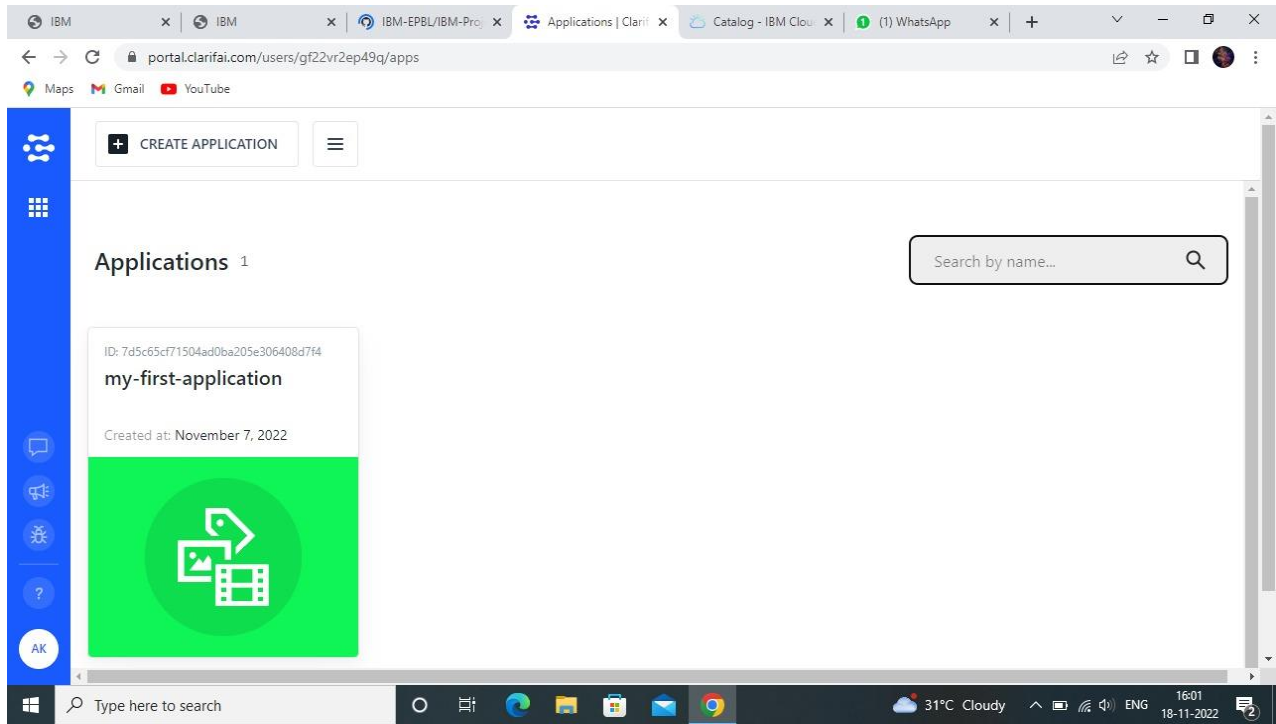 IBM
IBM
IBM-EPBL/IBM-Pro
Applications | Clarif
Catalog - IBM Clou
(1) WhatsApp
portal.clarifai.com/users/gf22vr2ep49q/apps
Maps
Gmail
YouTube
CREATE APPLICATION
Applications 1
Search by name...
ID: 7d5c65cf71504ad0ba205e306408d7f4
my-first-application
Created at: November 7, 2022
?
AK
Type here to search
31°C Cloudy
ENG
16:01
18-11-2022
2